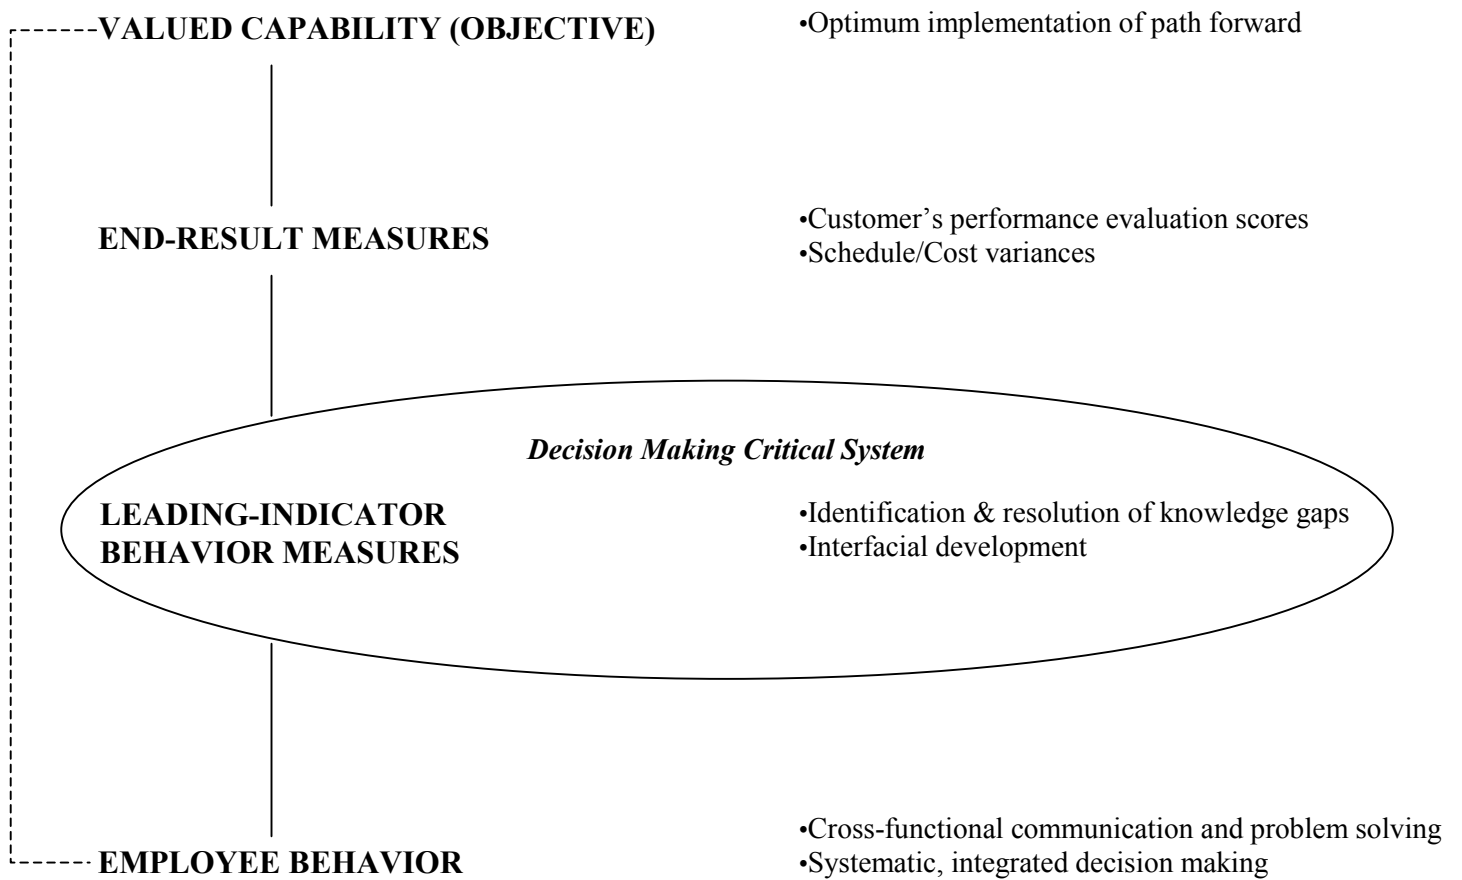 VALUED CAPABILITY (OBJECTIVE)
•Optimum implementation of path forward
END-RESULT MEASURES
•Customer’s performance evaluation scores
•Schedule/Cost variances
Decision Making Critical System
LEADING-INDICATOR
BEHAVIOR MEASURES
•Identification & resolution of knowledge gaps
•Interfacial development
EMPLOYEE BEHAVIOR
•Cross-functional communication and problem solving
•Systematic, integrated decision making